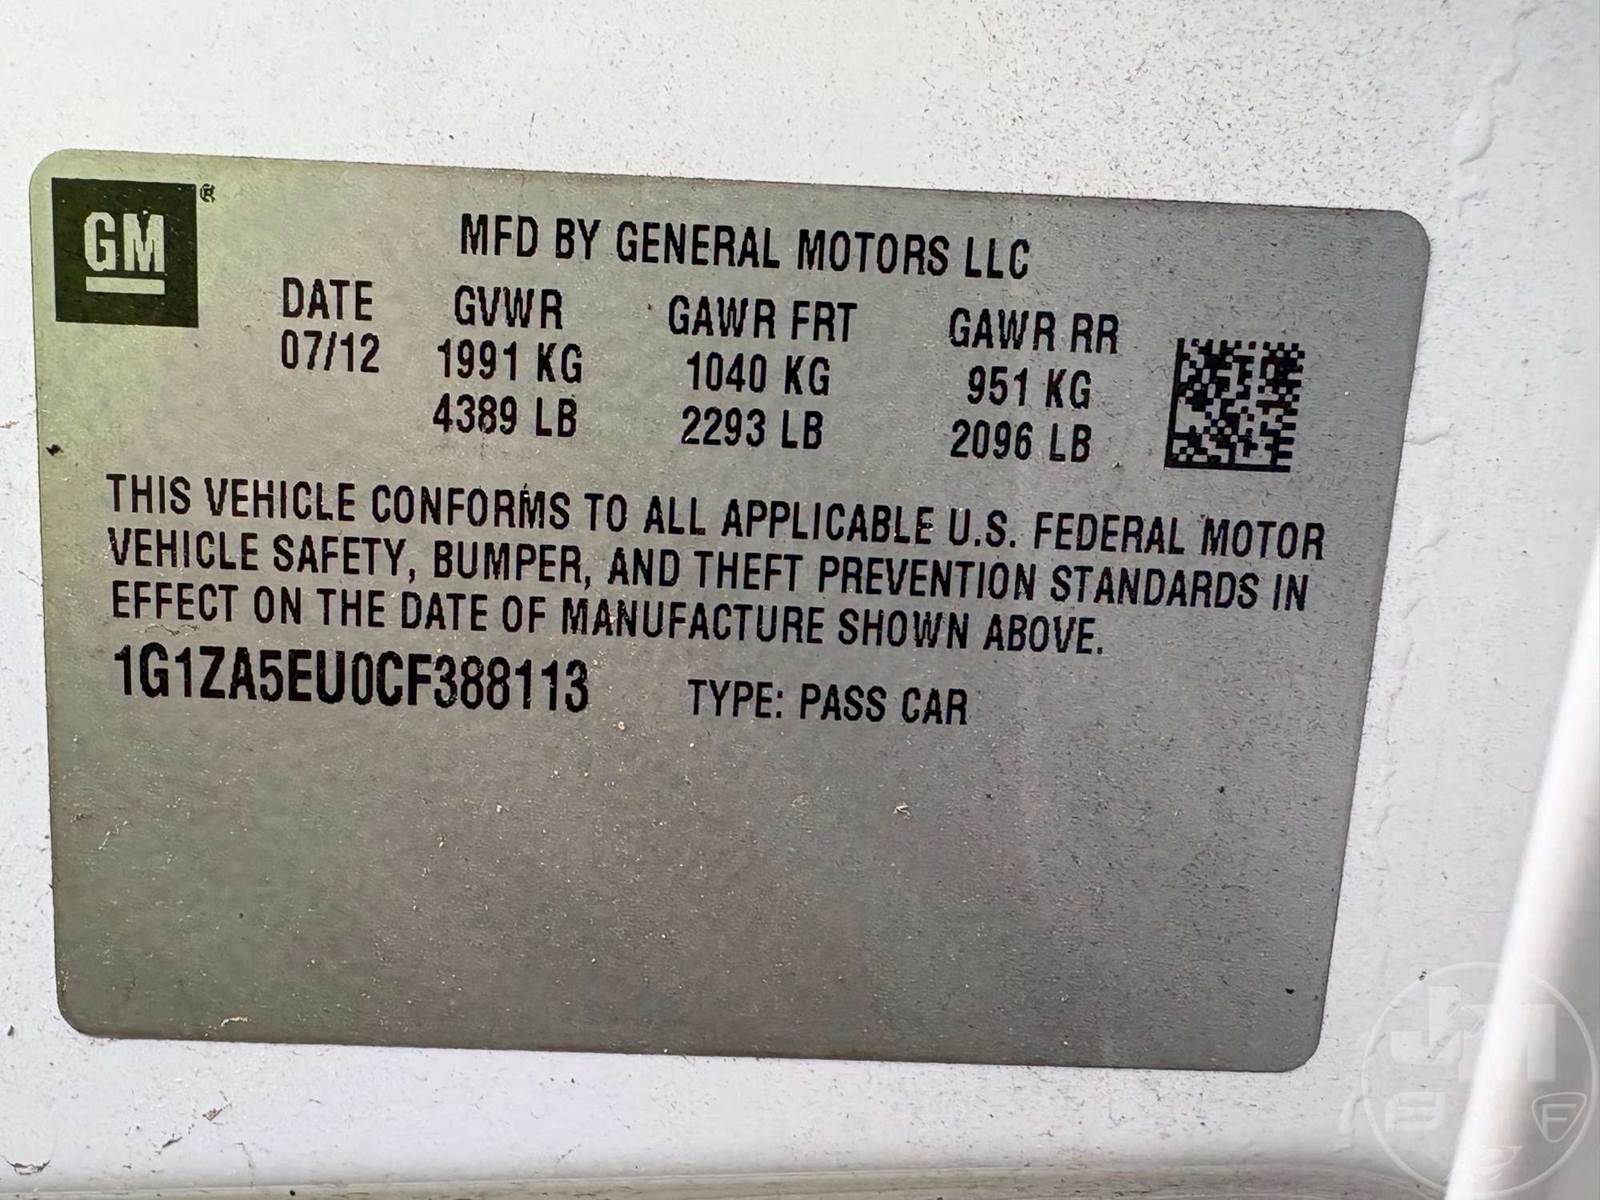 GM ®
MFD BY GENERAL MOTORS LLC
DATE GVWR GAWR FRT GAWR RR
07/12 1991 KG 1040 KG 951 KG
4389 LB 2293 LB 2096 LB
THIS VEHICLE CONFORMS TO ALL APPLICABLE U.S. FEDERAL MOTOR
VEHICLE SAFETY, BUMPER, AND THEFT PREVENTION STANDARDS IN
EFFECT ON THE DATE OF MANUFACTURE SHOWN ABOVE.
1G1ZA5EU0CF388113 TYPE: PASS CAR